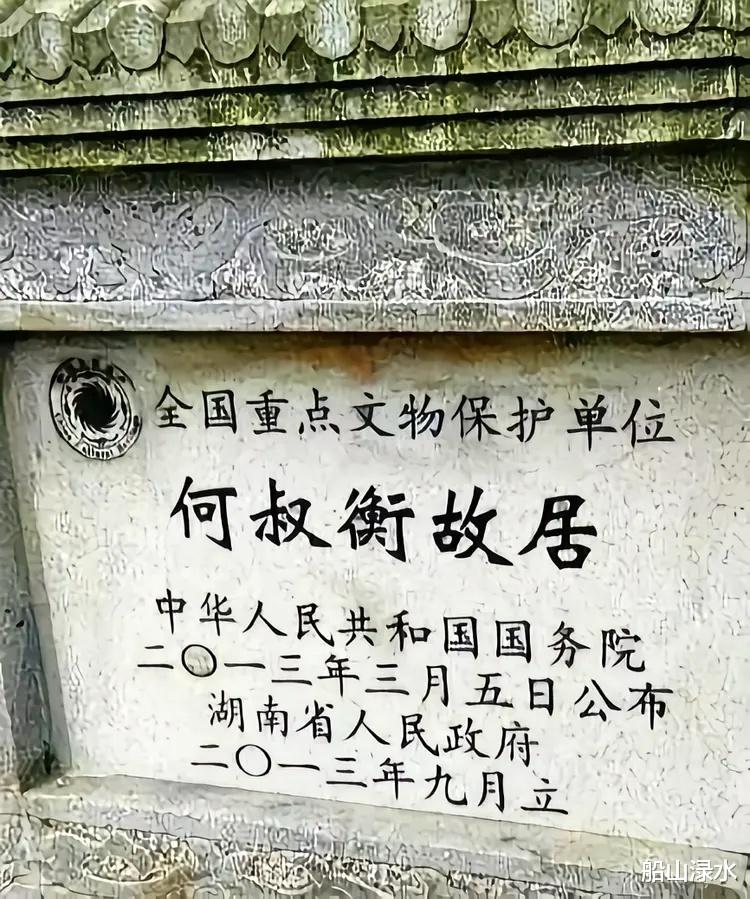 全国重点文物保护单位
何叔衡故居
中华人民共和国国务院
二〇一三年三月五日公布
湖南省人民政府
二〇一三年九月立
船山渌水